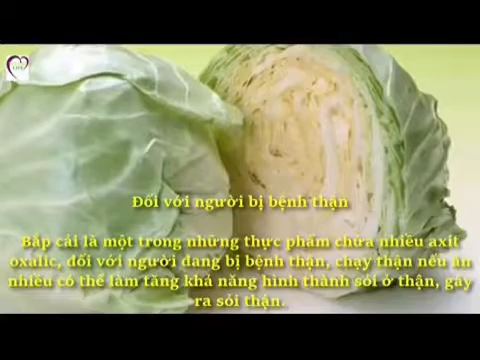 Đối với người bị bệnh thận
Bắp cải là một trong những thực phẩm chứa nhiều axit
oxalic, đối với người đang bị bệnh thận, chạy thận nếu ăn
nhiều có thể làm tăng khả năng hình thành sỏi ở thận, gây
ra sỏi thận.